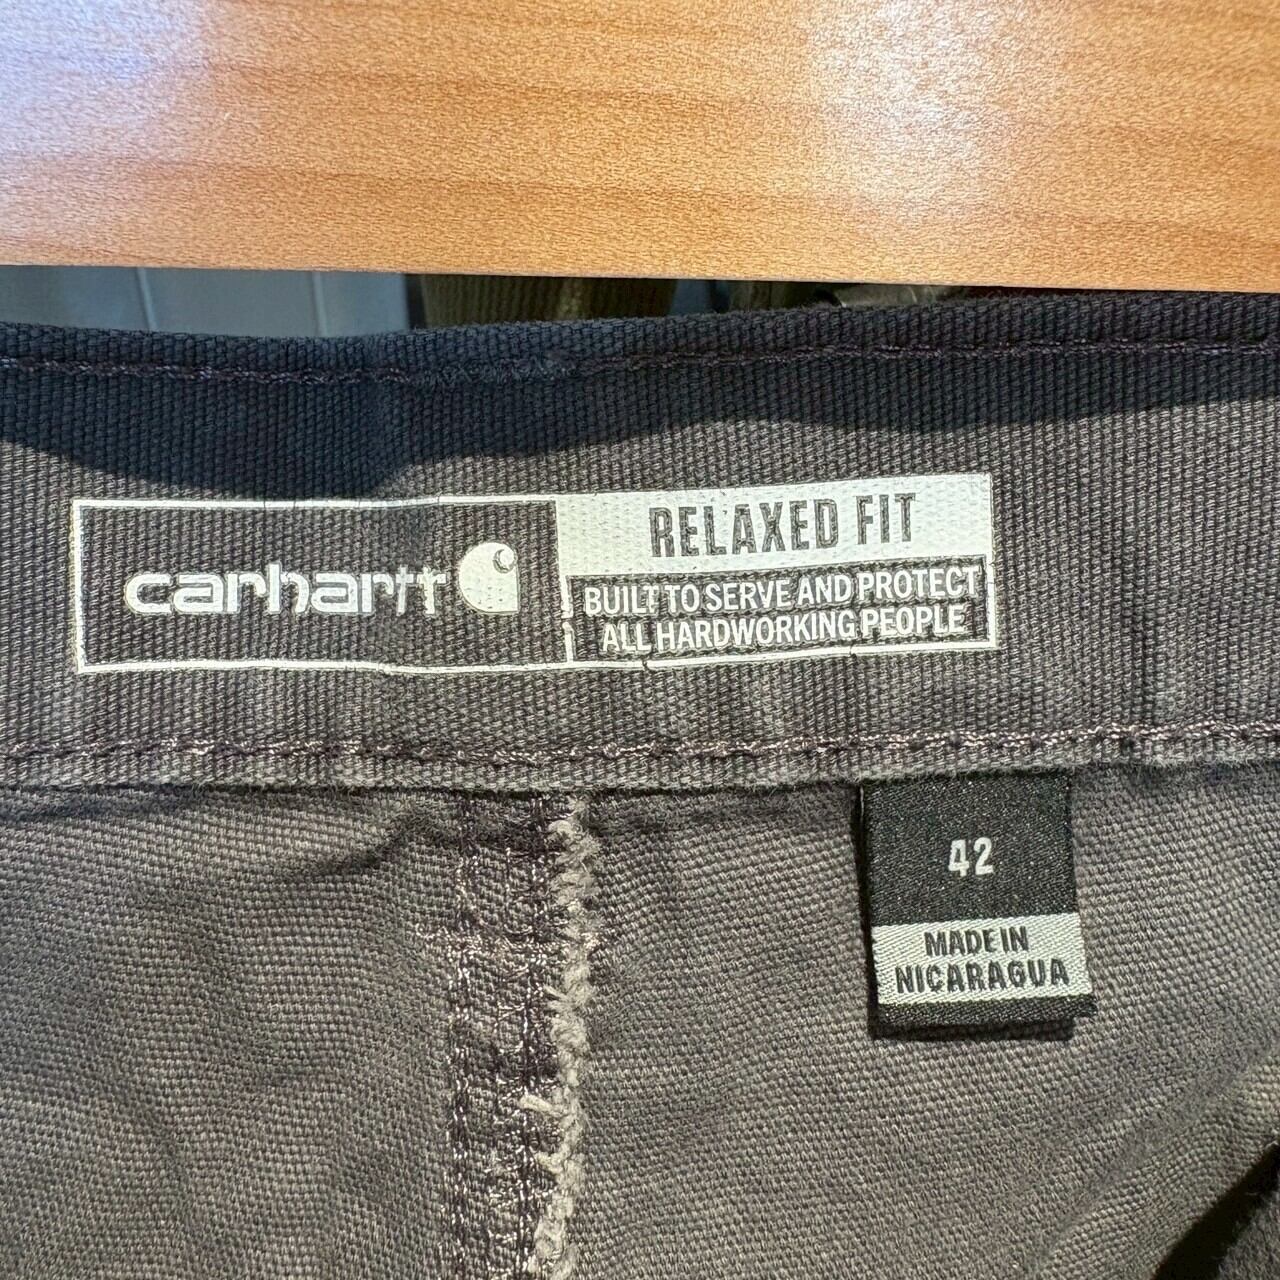 carhartt
RELAXED FIT
BUILT TO SERVE AND PROTECT
ALL HARDWORKING PEOPLE
42
MADE IN
NICARAGUA